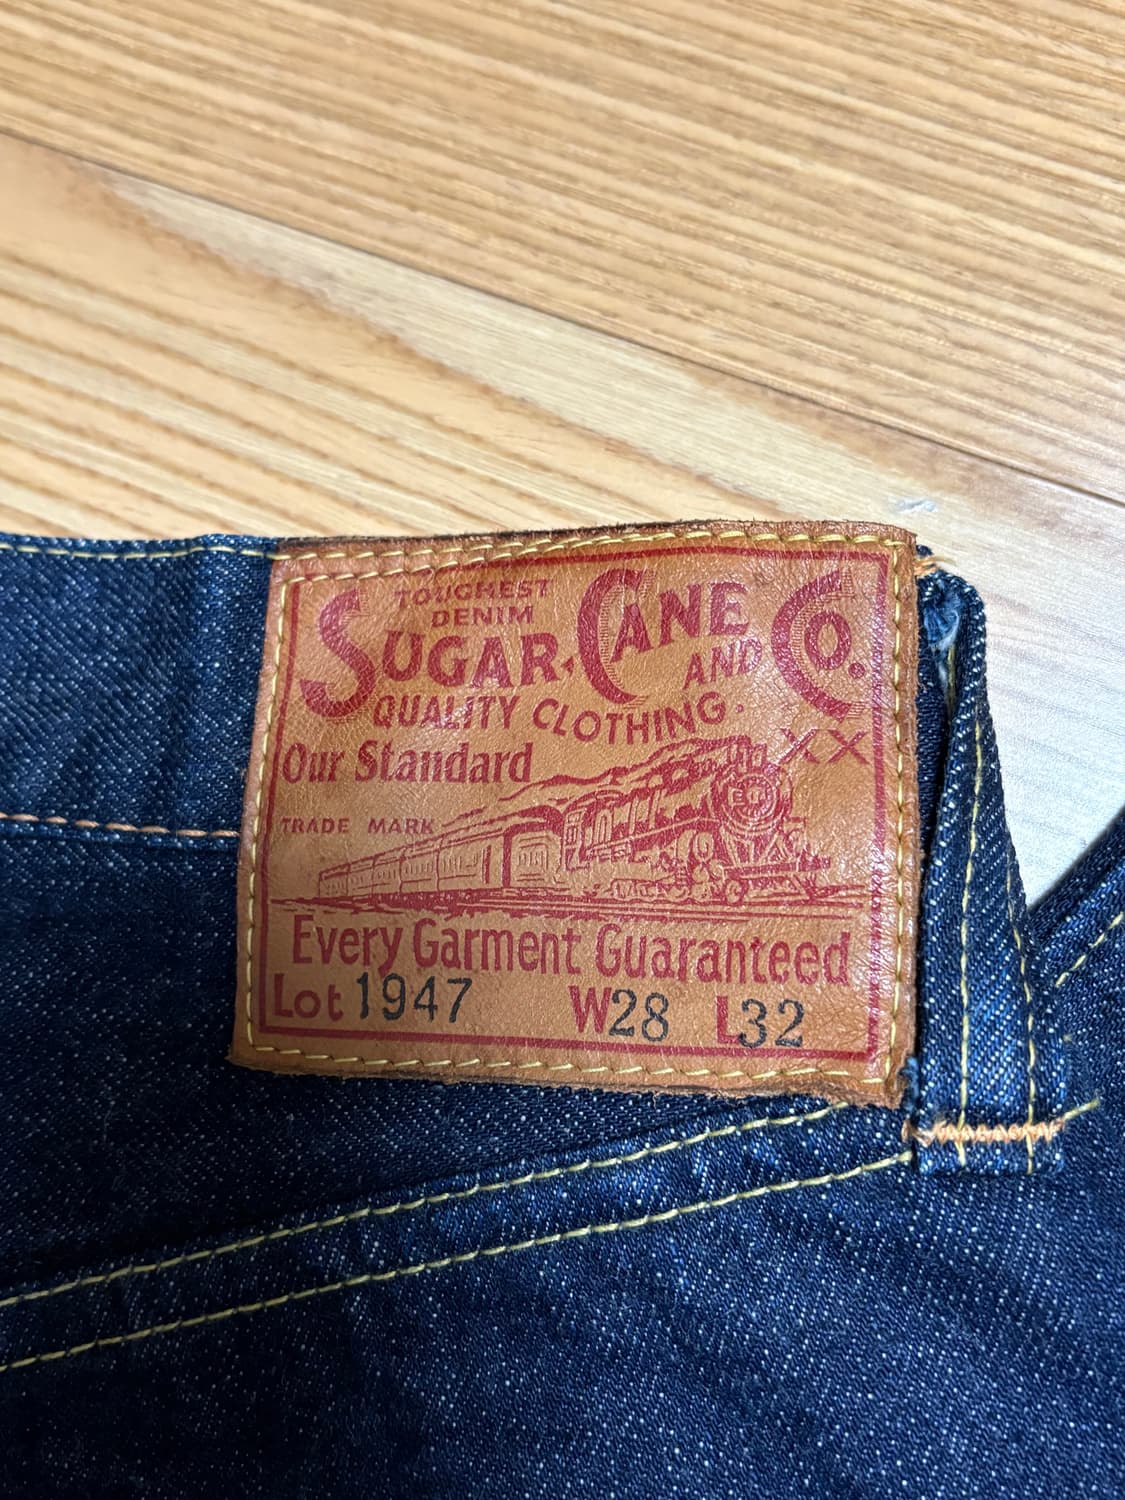 TOUGHEST
DENIM
SUGAR CANE AND CO.
QUALITY CLOTHING.
XX
Our Standard
TRADE MARK
Every Garment Guaranteed
Lot 1947 W28 L32